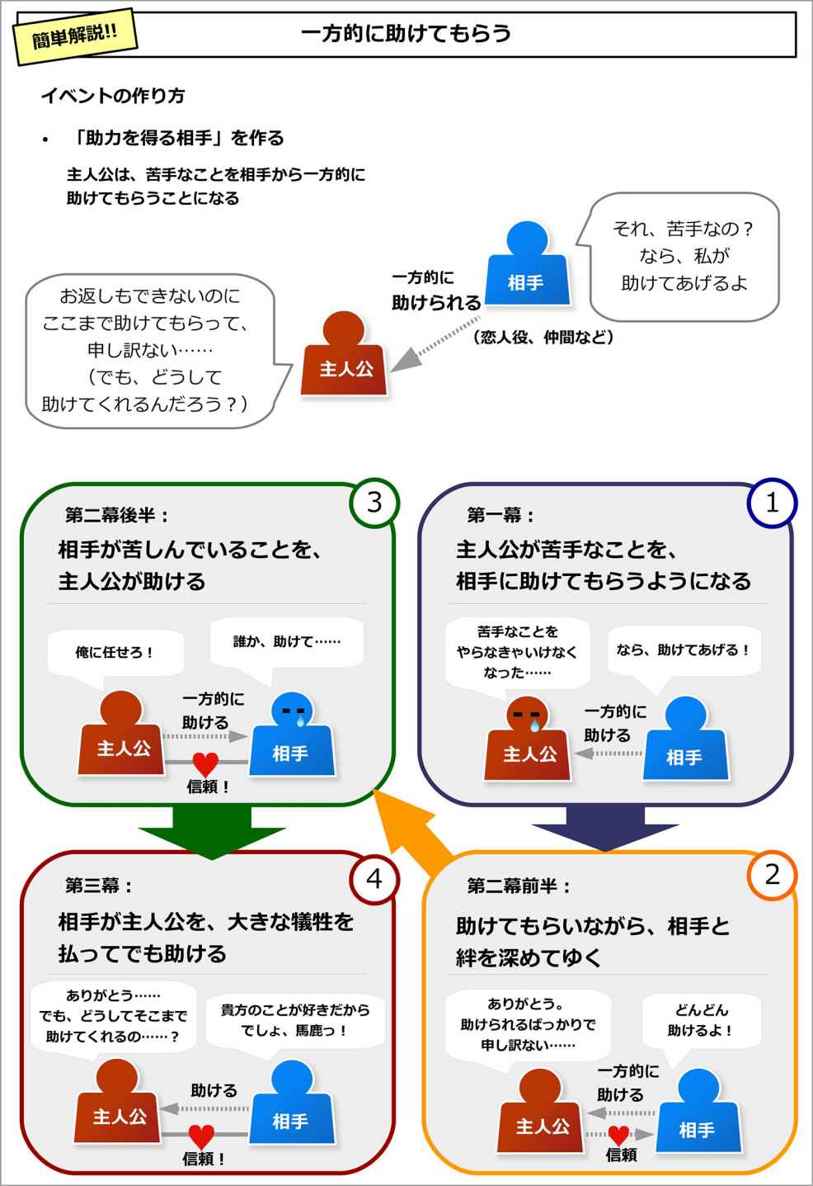 簡単解説!!
一方的に助けてもらう
イベントの作り方
• 「助力を得る相手」を作る
主人公は、苦手なことを相手から一方的に
助けてもらうことになる
それ、苦手なの？
なら、私が
助けてあげるよ
相手
一方的に
助けられる
（恋人役、仲間など）
お返しもできないのに
ここまで助けてもらって、
申し訳ない……
（でも、どうして
助けてくれるんだろう？）
主人公
1
第一幕：
主人公が苦手なことを、
相手に助けてもらうようになる
苦手なことを
やらなきゃいけなく
なった……
なら、助けてあげる！
一方的に
助ける
主人公
相手
2
第二幕前半：
助けてもらいながら、相手と
絆を深めてゆく
ありがとう。
助けられるばっかりで
申し訳ない……
どんどん
助けるよ！
一方的に
助ける
主人公
相手
信頼
3
第二幕後半：
相手が苦しんでいることを、
主人公が助ける
俺に任せろ！
誰か、助けて……
一方的に
助ける
主人公
相手
信頼！
4
第三幕：
相手が主人公を、大きな犠牲を
払ってでも助ける
ありがとう……
でも、どうしてそこまで
助けてくれるの……？
貴方のことが好きだから
でしょ、馬鹿っ！
助ける
主人公
相手
信頼！